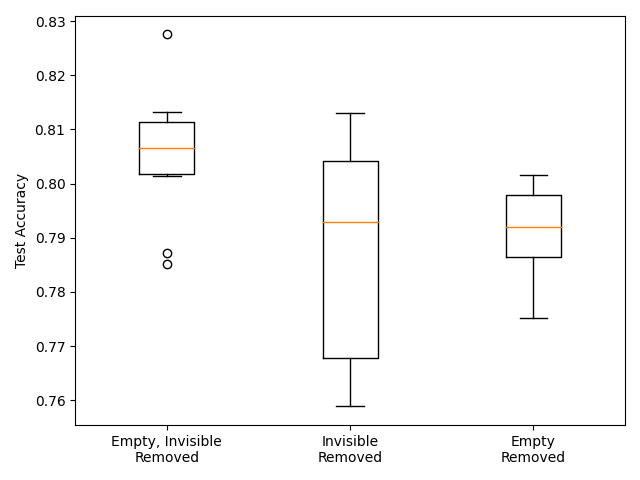 0.83
0.82
0.81
0.80
0.79
0.78
0.77
0.76
Test Accuracy
Empty, Invisible
Removed
Invisible
Removed
Empty
Removed